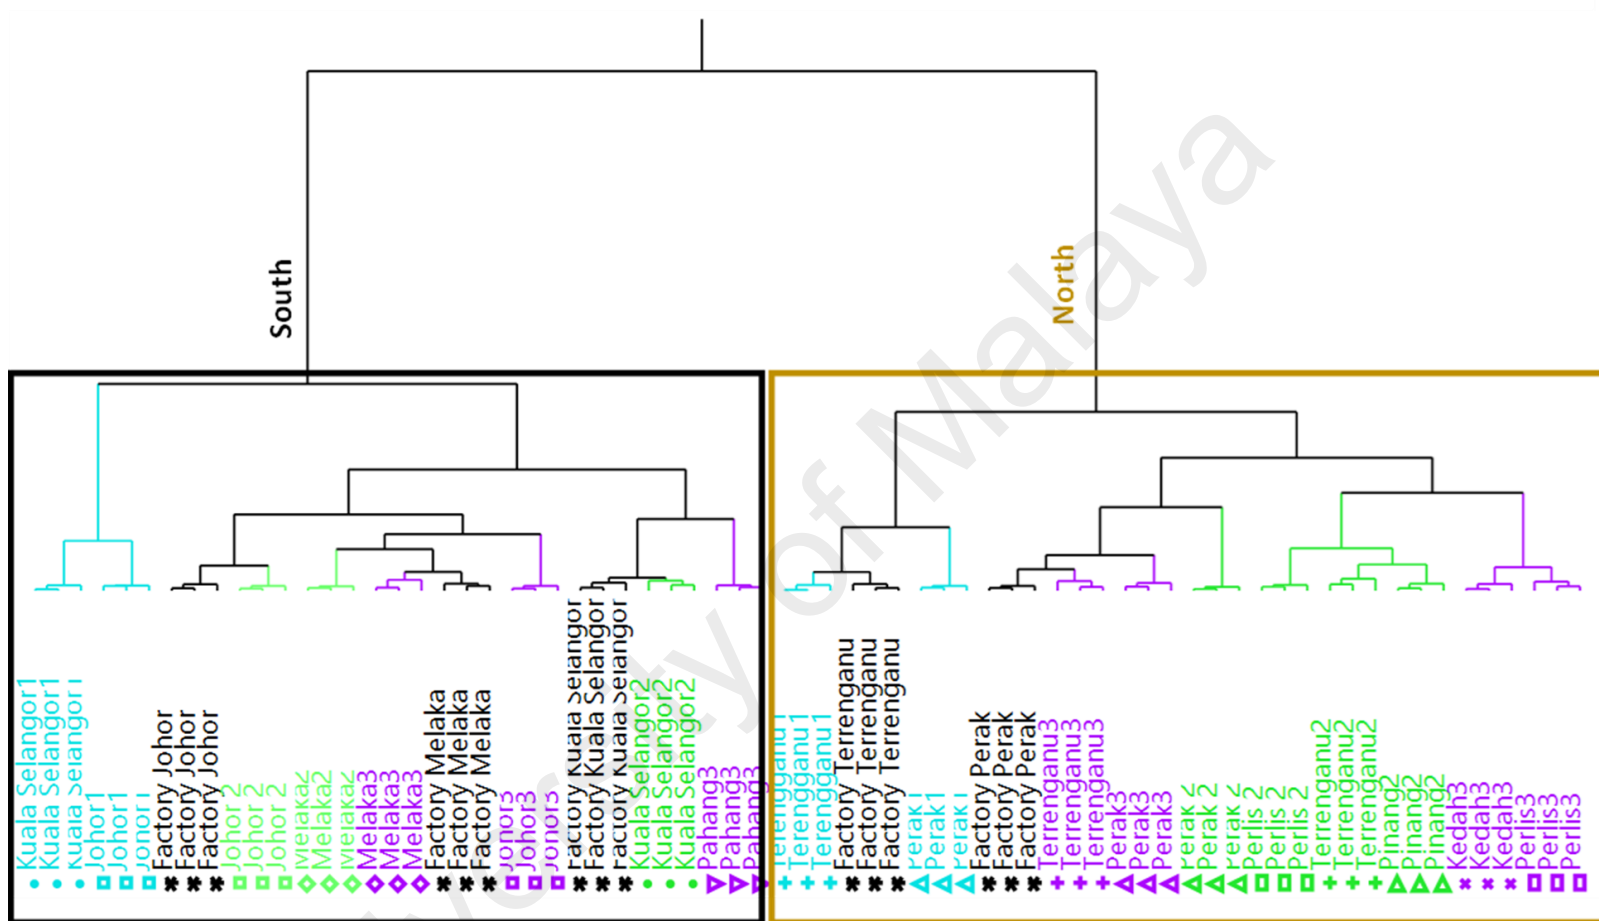 South
North
Kuala Selangor1
Kuala Selangor1
Kuala Selangor1
Johor1
Johor1
Johor1
Factory Johor
Factory Johor
Factory Johor
Johor 2
Johor 2
Johor 2
Melaka2
Melaka2
Melaka2
Melaka3
Melaka3
Melaka3
Factory Melaka
Factory Melaka
Factory Melaka
Johor3
Johor3
Johor3
Factory Kuala Selangor
Factory Kuala Selangor
Factory Kuala Selangor
Kuala Selangor2
Kuala Selangor2
Kuala Selangor2
Pahang3
Pahang3
Pahang3
Terengganu1
Terengganu1
Terengganu1
Factory Terrenganu
Factory Terrenganu
Factory Terrenganu
Perak1
Perak1
Perak1
Factory Perak
Factory Perak
Factory Perak
Terrenganu3
Terrenganu3
Terrenganu3
Perak3
Perak3
Perak3
Perak 2
Perak 2
Perak 2
Perlis 2
Perlis 2
Perlis 2
Terrenganu2
Terrenganu2
Terrenganu2
Pinang2
Pinang2
Pinang2
Kedah3
Kedah3
Kedah3
Perlis3
Perlis3
Perlis3
versity of Malaya